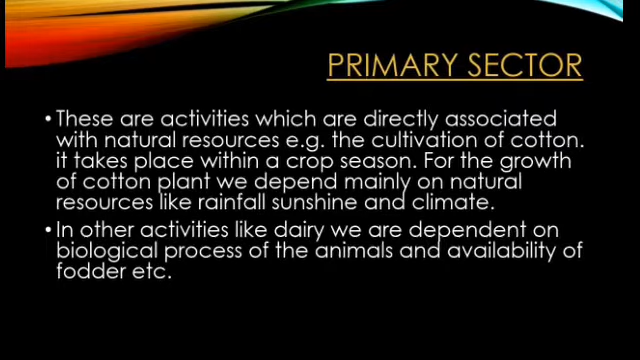 PRIMARY SECTOR
• These are activities which are directly associated
with natural resources e.g. the cultivation of cotton.
it takes place within a crop season. For the growth
of cotton plant we depend mainly on natural
resources like rainfall sunshine and climate.
• In other activities like dairy we are dependent on
biological process of the animals and availability of
fodder etc.